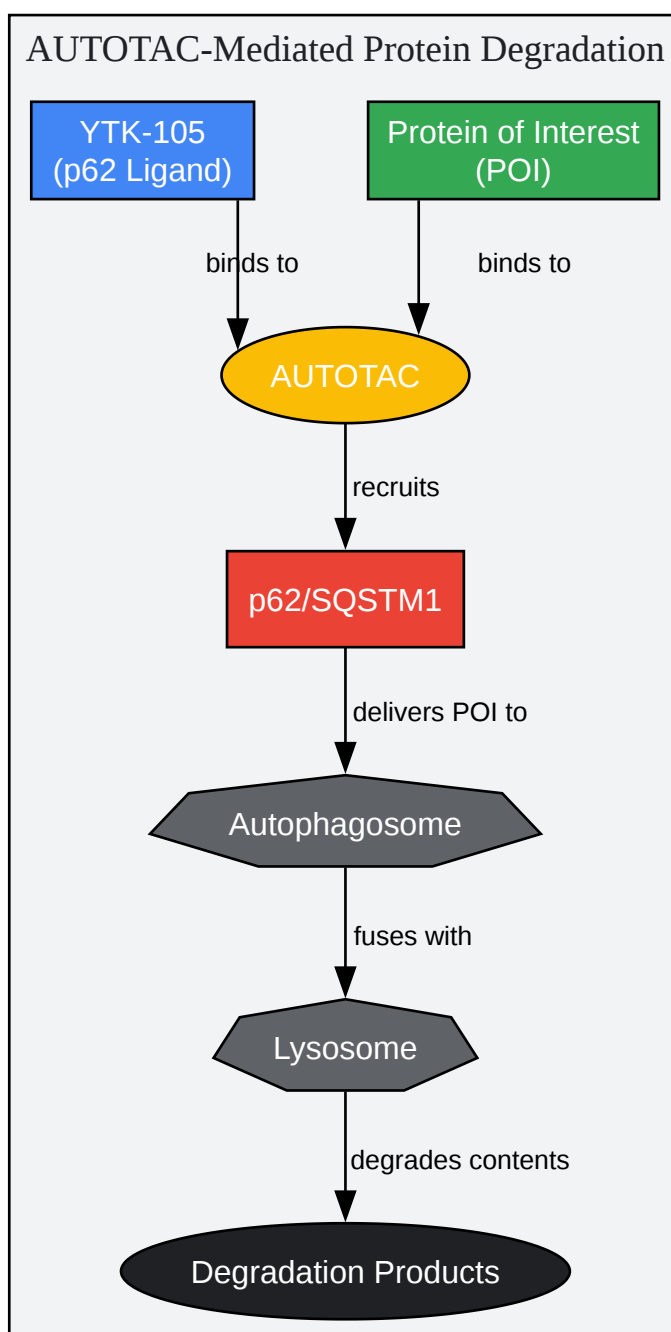 AUTOTAC-Mediated Protein Degradation
YTK-105
(p62 Ligand)
Protein of Interest
(POI)
binds to
binds to
AUTOTAC
recruits
p62/SQSTM1
delivers POI to
Autophagosome
fuses with
Lysosome
degrades contents
Degradation Products